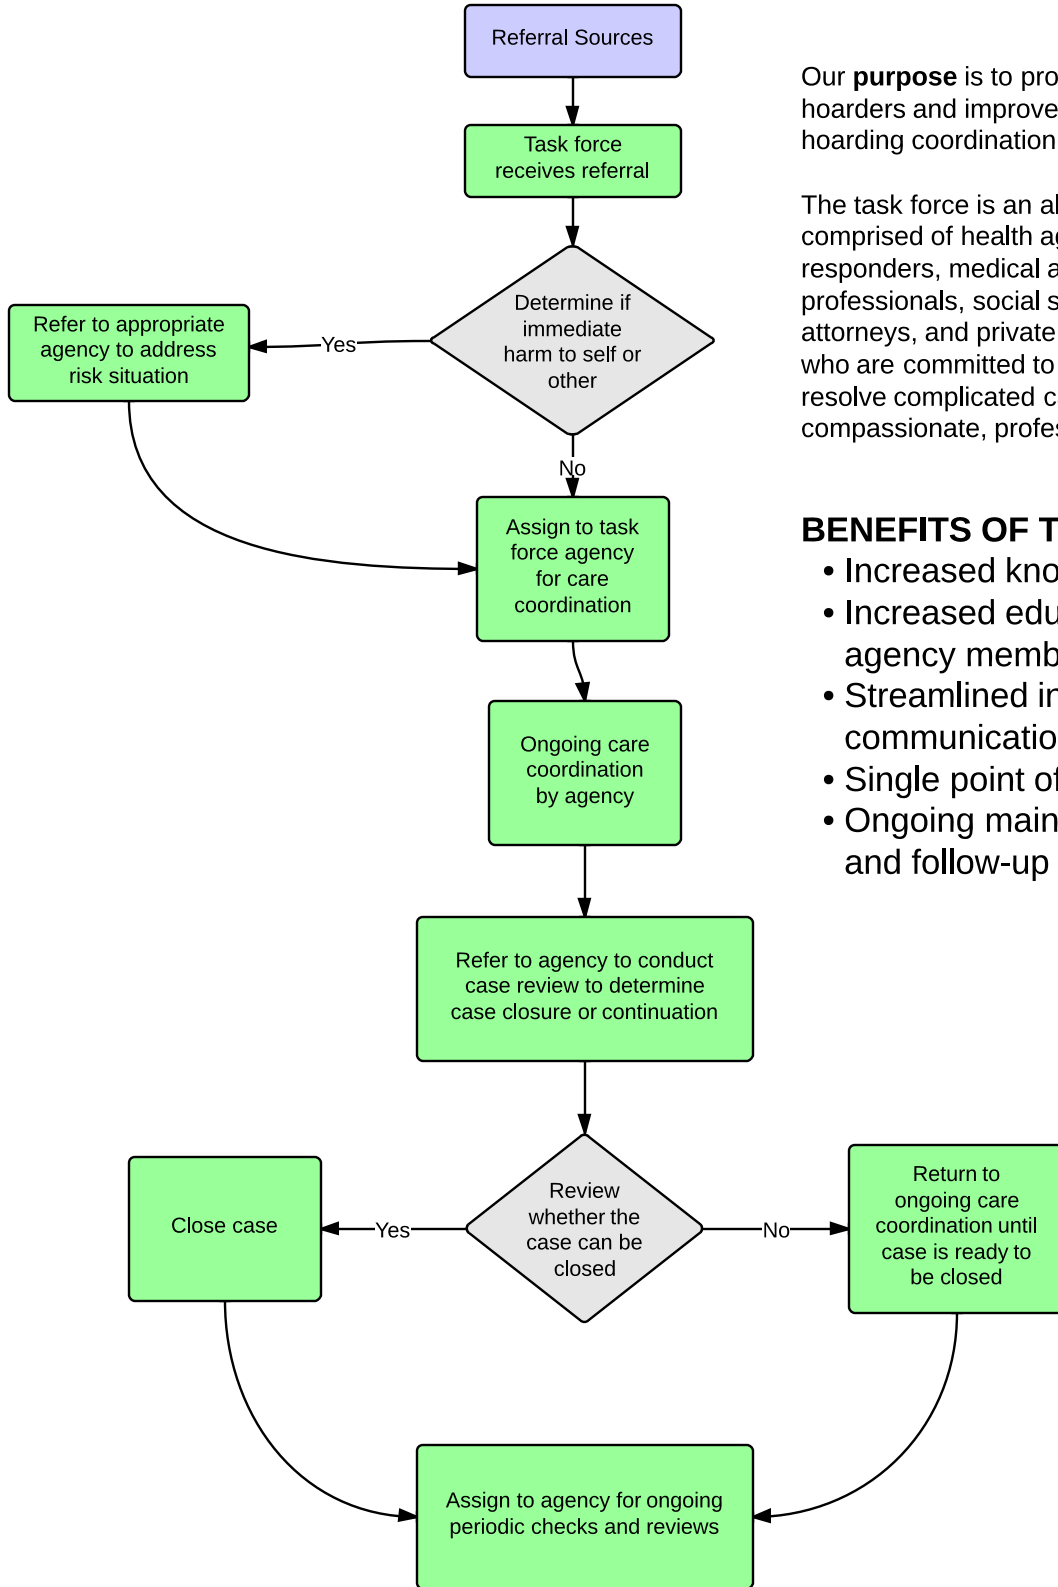 Referral Sources
Task force
receives referral
Determine if
immediate
harm to self or
other
Yes
Refer to appropriate
agency to address
risk situation
No
Assign to task
force agency
for care
coordination
Ongoing care
coordination
by agency
Refer to agency to conduct
case review to determine
case closure or continuation
Review
whether the
case can be
closed
Yes
Close case
No
Return to
ongoing care
coordination until
case is ready to
be closed
Assign to agency for ongoing
periodic checks and reviews
Our purpose is to pro
hoarders and improve
hoarding coordination
The task force is an al
comprised of health ag
responders, medical a
professionals, social s
attorneys, and private
who are committed to
resolve complicated c
compassionate, profes
BENEFITS OF T
• Increased kno
• Increased edu
agency memb
• Streamlined in
communicatio
• Single point of
• Ongoing main
and follow-up